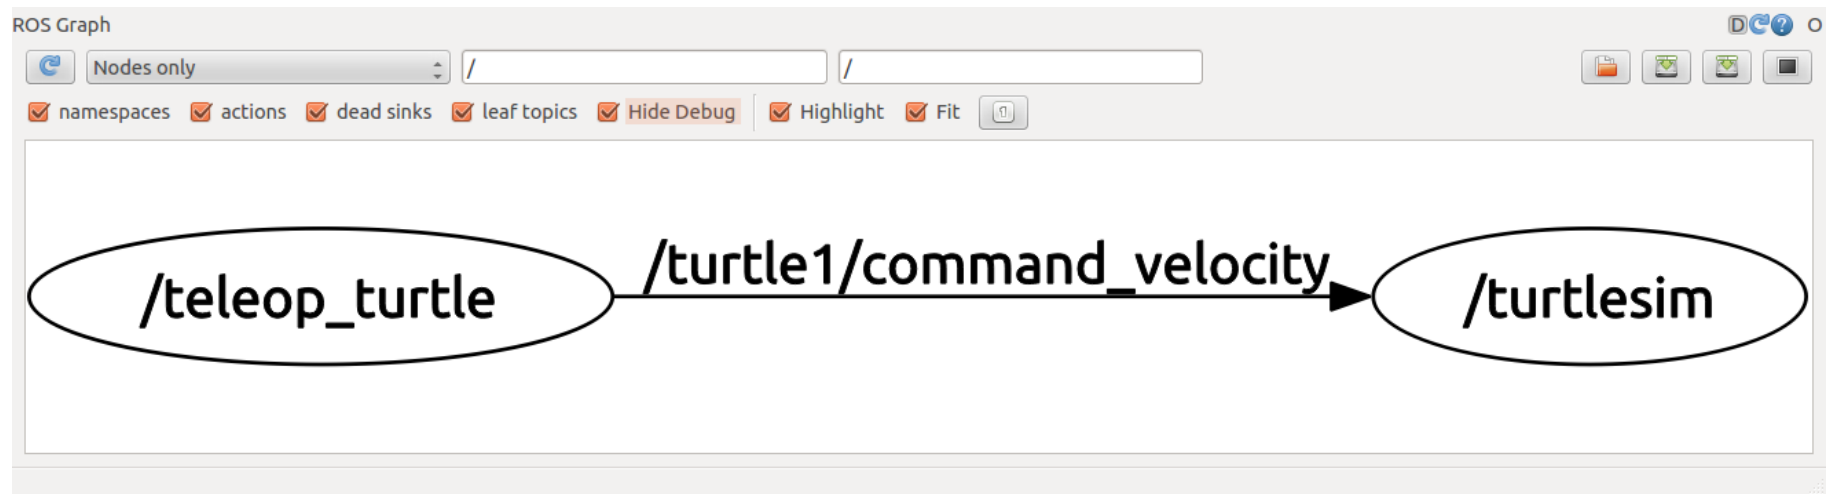 ROS Graph D ? O
Nodes only / /
namespaces actions dead sinks leaf topics Hide Debug Highlight Fit
/teleop_turtle /turtle1/command_velocity /turtlesim